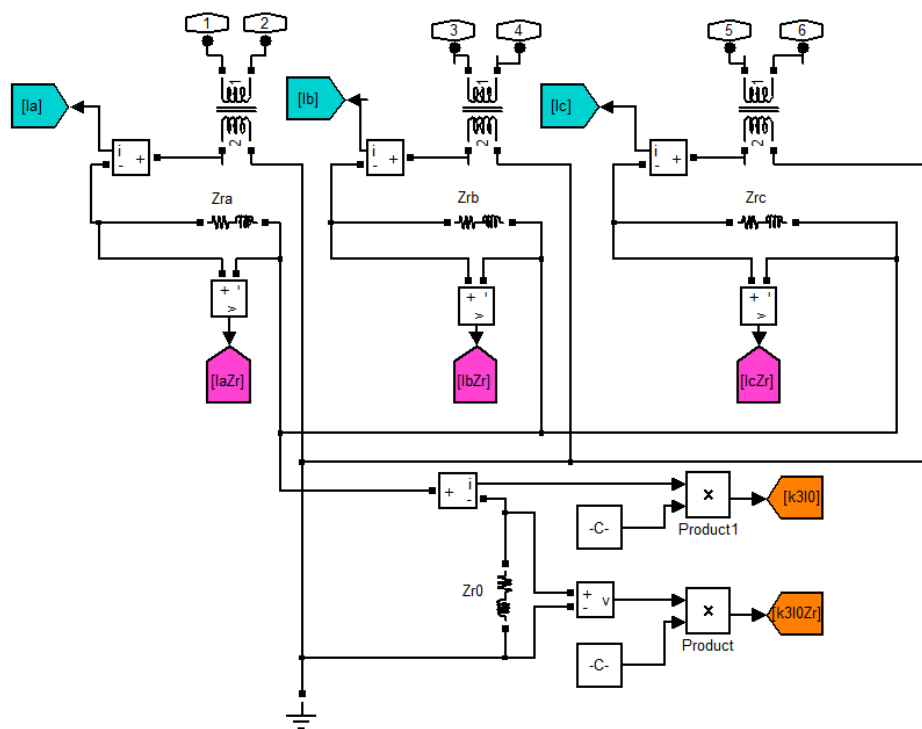 1 2 3 4 5 6
1 1 1
[Ia] [Ib] [Ic]
i i i
- + - + - +
2 2 2
Zra Zrb Zrc
+ - + - + -
v v v
[IaZr] [IbZr] [IcZr]
+ i -
× [k3I0]
-C- Product1
Zr0
+ - v × [k3I0Zr]
-C- Product